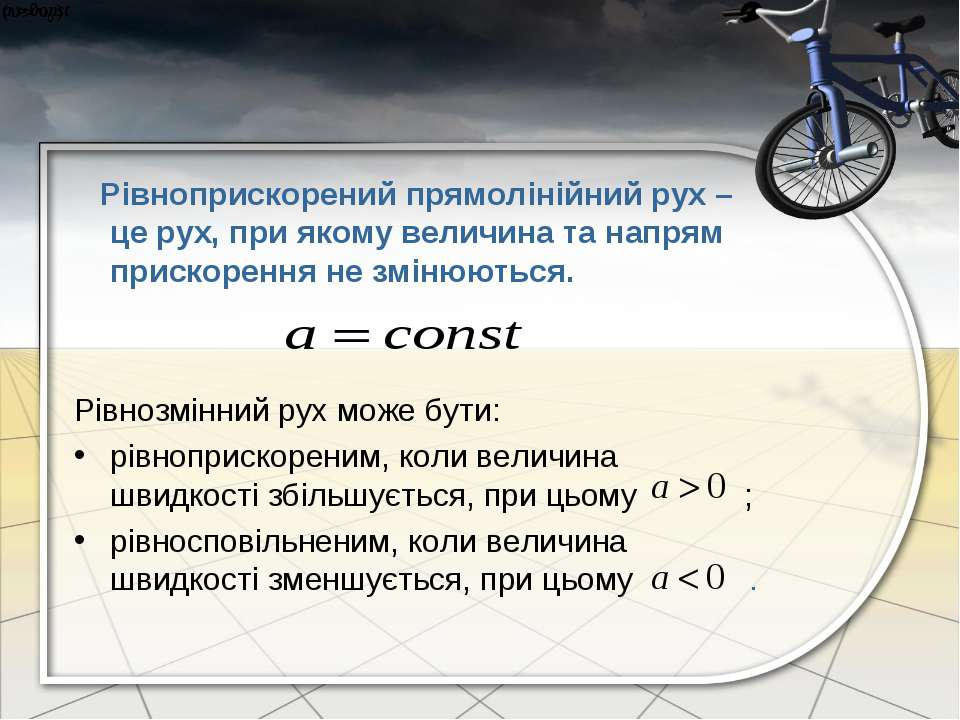 Рівноприскорений прямолінійний рух –
це рух, при якому величина та напрям
прискорення не змінюються.
a = const
Рівнозмінний рух може бути:
• рівноприскореним, коли величина
швидкості збільшується, при цьому a > 0 ;
• рівносповільненим, коли величина
швидкості зменшується, при цьому a < 0 .